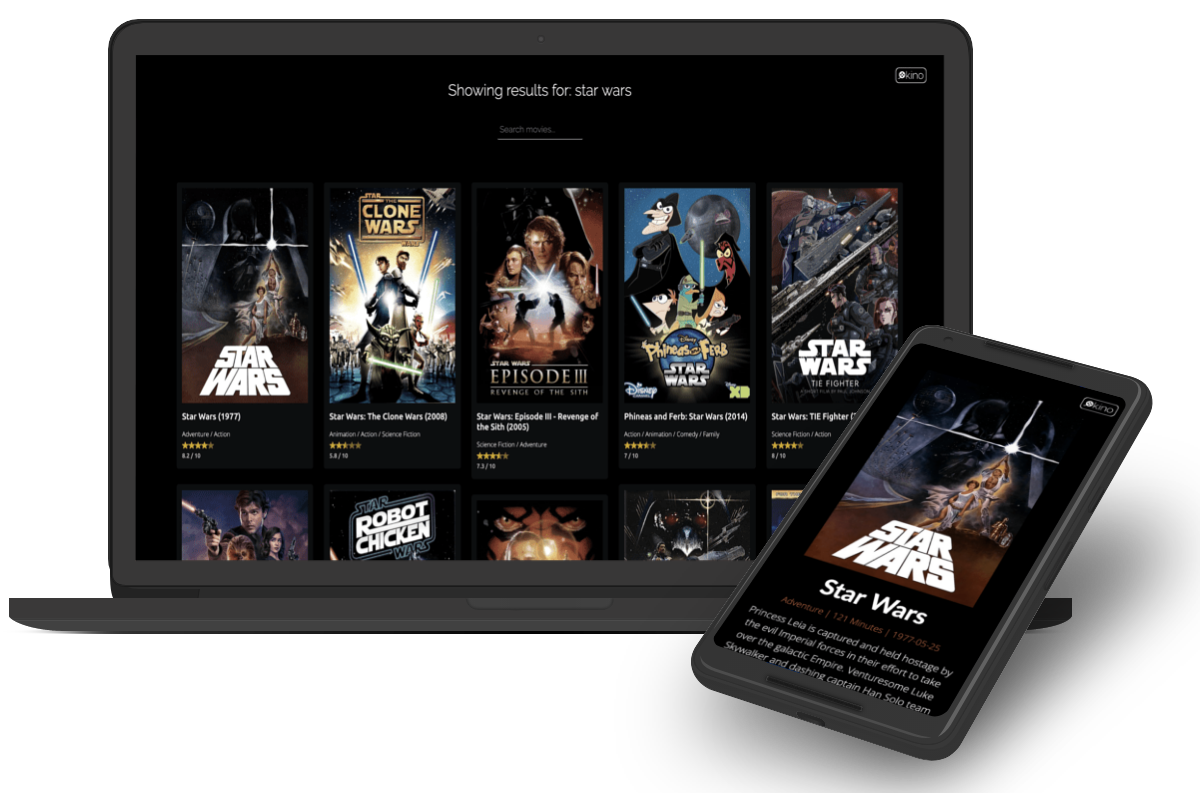 kino
Showing results for: star wars
Search movies..
STAR
WARS
Star Wars (1977)
Adventure / Action
8.2 / 10
STAR
THE
CLONE
WARS
WARS
Star Wars: The Clone Wars (2008)
Animation / Action / Science Fiction
5.8 / 10
STAR WARS
EPISODE III
REVENGE OF THE SITH
Star Wars: Episode III - Revenge of
the Sith (2005)
Science Fiction / Adventure
7.3 / 10
Disney
Phineas and Ferb
STAR
WARS
Disney
Disney
XD
Phineas and Ferb: Star Wars (2014)
Action / Animation / Comedy / Family
7 / 10
STAR
WARS
TIE FIGHTER
Star Wars: TIE Fighter
Science Fiction / Action
8 / 10
STAR
ROBOT
CHICKEN
WARS
kino
STAR
WARS
Star Wars
Adventure | 121 Minutes | 1977-05-25
Princess Leia is captured and held hostage by
the evil Imperial forces in their effort to take
over the galactic Empire. Venturesome Luke
Skywalker and dashing captain Han Solo team